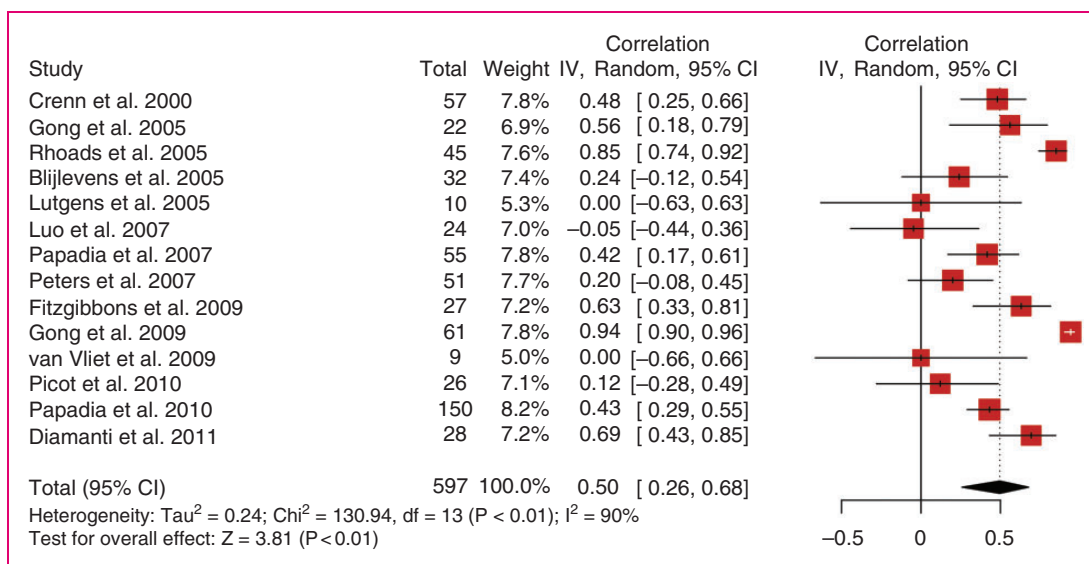 Correlation Correlation
Study Total Weight IV, Random, 95% CI IV, Random, 95% CI
Crenn et al. 2000 57 7.8% 0.48 [ 0.25, 0.66]
Gong et al. 2005 22 6.9% 0.56 [ 0.18, 0.79]
Rhoads et al. 2005 45 7.6% 0.85 [ 0.74, 0.92]
Blijlevens et al. 2005 32 7.4% 0.24 [−0.12, 0.54]
Lutgens et al. 2005 10 5.3% 0.00 [−0.63, 0.63]
Luo et al. 2007 24 7.0% −0.05 [−0.44, 0.36]
Papadia et al. 2007 55 7.8% 0.42 [ 0.17, 0.61]
Peters et al. 2007 51 7.7% 0.20 [−0.08, 0.45]
Fitzgibbons et al. 2009 27 7.2% 0.63 [ 0.33, 0.81]
Gong et al. 2009 61 7.8% 0.94 [ 0.90, 0.96]
van Vliet et al. 2009 9 5.0% 0.00 [−0.66, 0.66]
Picot et al. 2010 26 7.1% 0.12 [−0.28, 0.49]
Papadia et al. 2010 150 8.2% 0.43 [ 0.29, 0.55]
Diamanti et al. 2011 28 7.2% 0.69 [ 0.43, 0.85]
Total (95% CI) 597 100.0% 0.50 [ 0.26, 0.68]
Heterogeneity: Tau² = 0.24; Chi² = 130.94, df = 13 (P < 0.01); I² = 90%
Test for overall effect: Z = 3.81 (P<0.01)
−0.5 0 0.5